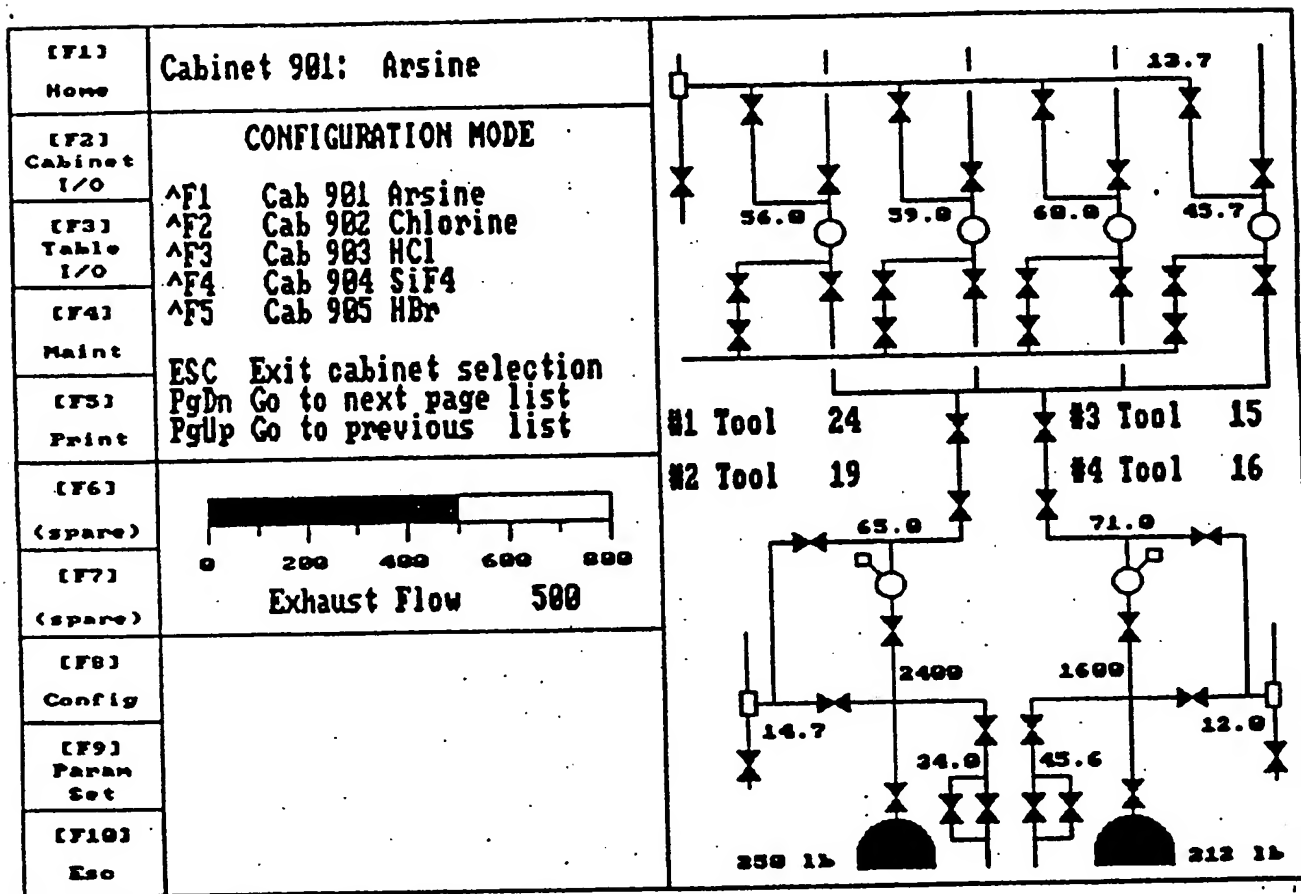 [F1]
Home
[F2]
Cabinet
I/O
[F3]
Table
I/O
[F4]
Maint
[F5]
Print
[F6]
(spare)
[F7]
(spare)
[F8]
Config
[F9]
Param
Set
[F10]
Esc
Cabinet 901: Arsine
CONFIGURATION MODE
^F1 Cab 901 Arsine
^F2 Cab 902 Chlorine
^F3 Cab 903 HCl
^F4 Cab 904 SiF4
^F5 Cab 905 HBr
ESC Exit cabinet selection
PgDn Go to next page list
PgUp Go to previous list
0 200 400 600 800
Exhaust Flow 500
13.7
56.0 59.0 60.0 45.7
#1 Tool 24 #3 Tool 15
#2 Tool 19 #4 Tool 16
65.0 71.0
2400 1600
14.7 12.0
34.0 45.6
250 lb 212 lb